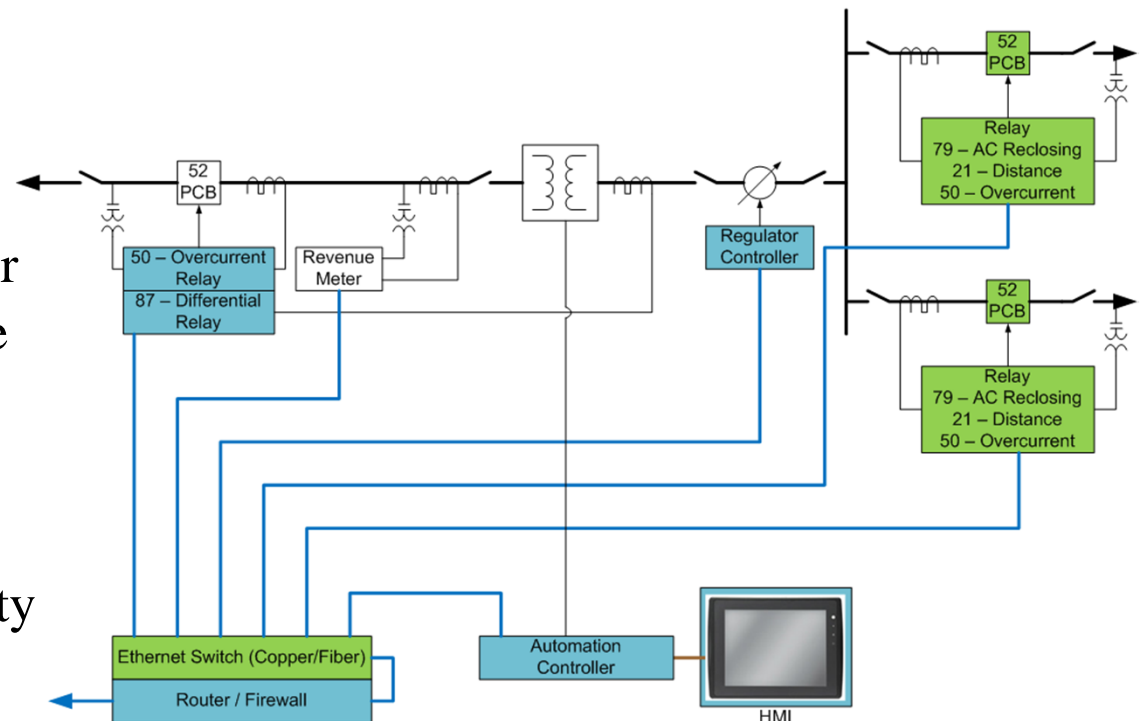 52
PCB
Relay
79 – AC Reclosing
21 – Distance
50 – Overcurrent
52
PCB
50 – Overcurrent
Relay
87 – Differential
Relay
Revenue
Meter
Regulator
Controller
r
e
52
PCB
Relay
79 – AC Reclosing
21 – Distance
50 – Overcurrent
ty
Ethernet Switch (Copper/Fiber)
Router / Firewall
Automation
Controller
HMI